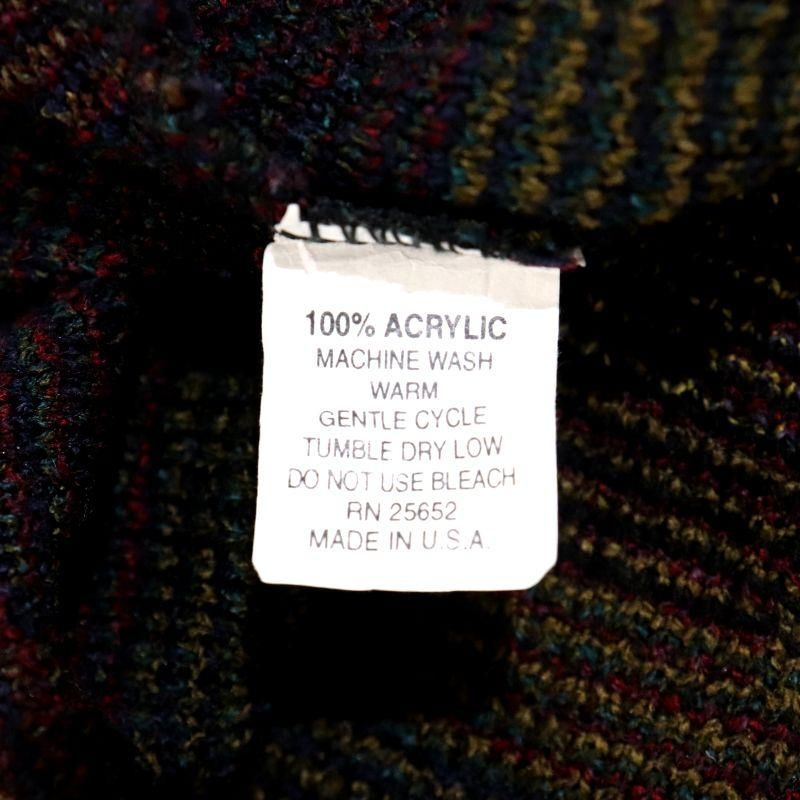 100% ACRYLIC
MACHINE WASH
WARM
GENTLE CYCLE
TUMBLE DRY LOW
DO NOT USE BLEACH
RN 25652
MADE IN U.S.A.